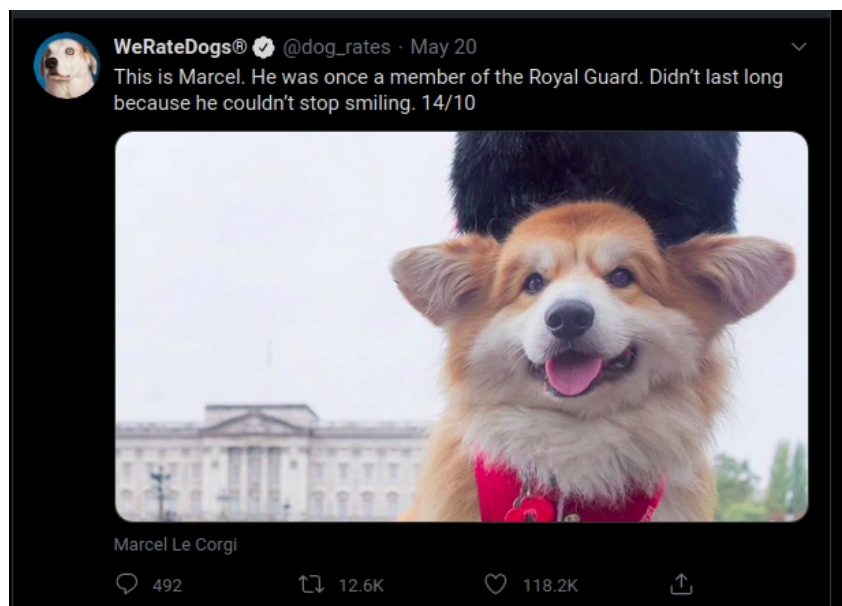 WeRateDogs® @dog_rates · May 20
This is Marcel. He was once a member of the Royal Guard. Didn’t last long
because he couldn’t stop smiling. 14/10
Marcel Le Corgi
492 12.6K 118.2K